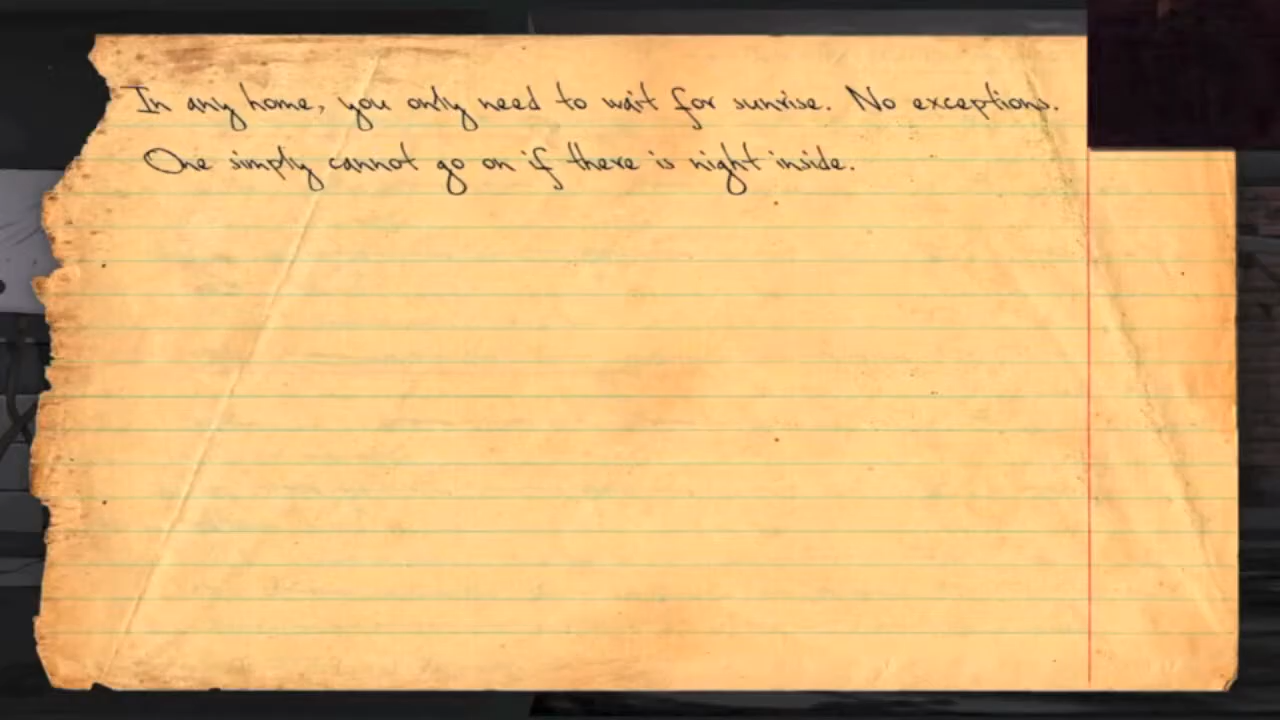 In any home, you only need to wait for sunrise. No exceptions.
One simply cannot go on if there is night inside.